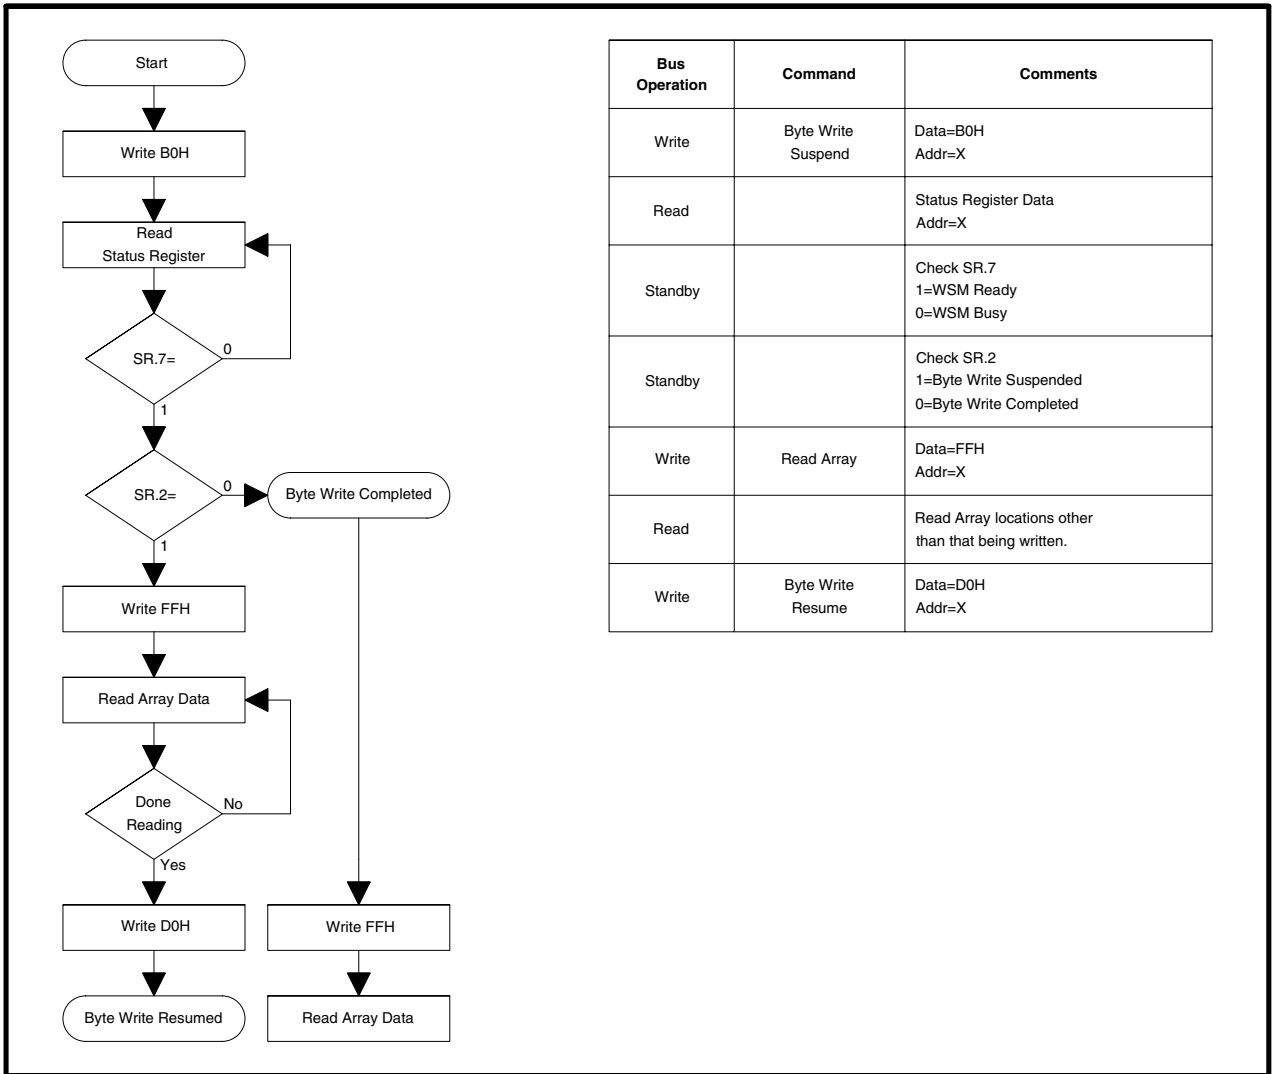 Start
Write B0H
Read
Status Register
SR.7=
0
1
SR.2=
0
Byte Write Completed
1
Write FFH
Read Array Data
Done
Reading
No
Yes
Write D0H
Write FFH
Byte Write Resumed
Read Array Data
Bus
Operation
Command
Comments
Write
Byte Write
Suspend
Data=B0H
Addr=X
Read
Status Register Data
Addr=X
Standby
Check SR.7
1=WSM Ready
0=WSM Busy
Standby
Check SR.2
1=Byte Write Suspended
0=Byte Write Completed
Write
Read Array
Data=FFH
Addr=X
Read
Read Array locations other
than that being written.
Write
Byte Write
Resume
Data=D0H
Addr=X